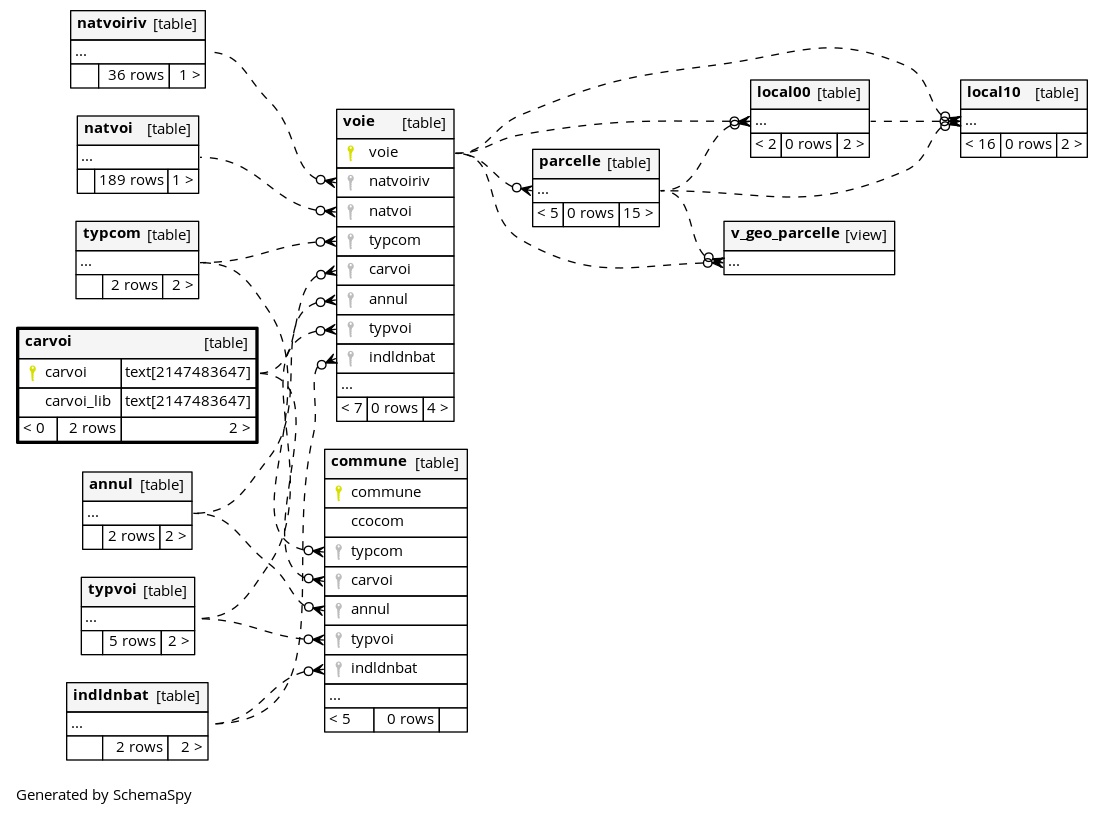 natvoiriv [table]
...
36 rows 1 >
natvoi [table]
...
189 rows 1 >
typcom [table]
...
2 rows 2 >
carvoi [table]
carvoi text[2147483647]
carvoi_lib text[2147483647]
< 0 2 rows 2 >
annul [table]
...
2 rows 2 >
typvoi [table]
...
5 rows 2 >
indldnbat [table]
...
2 rows 2 >
voie [table]
voie
natvoiriv
natvoi
typcom
carvoi
annul
typvoi
indldnbat
...
< 7 0 rows 4 >
commune [table]
commune
ccocom
typcom
carvoi
annul
typvoi
indldnbat
...
< 5 0 rows
parcelle [table]
...
< 5 0 rows 15 >
local00 [table]
...
< 2 0 rows 2 >
v_geo_parcelle [view]
...
local10 [table]
...
< 16 0 rows 2 >
Generated by SchemaSpy